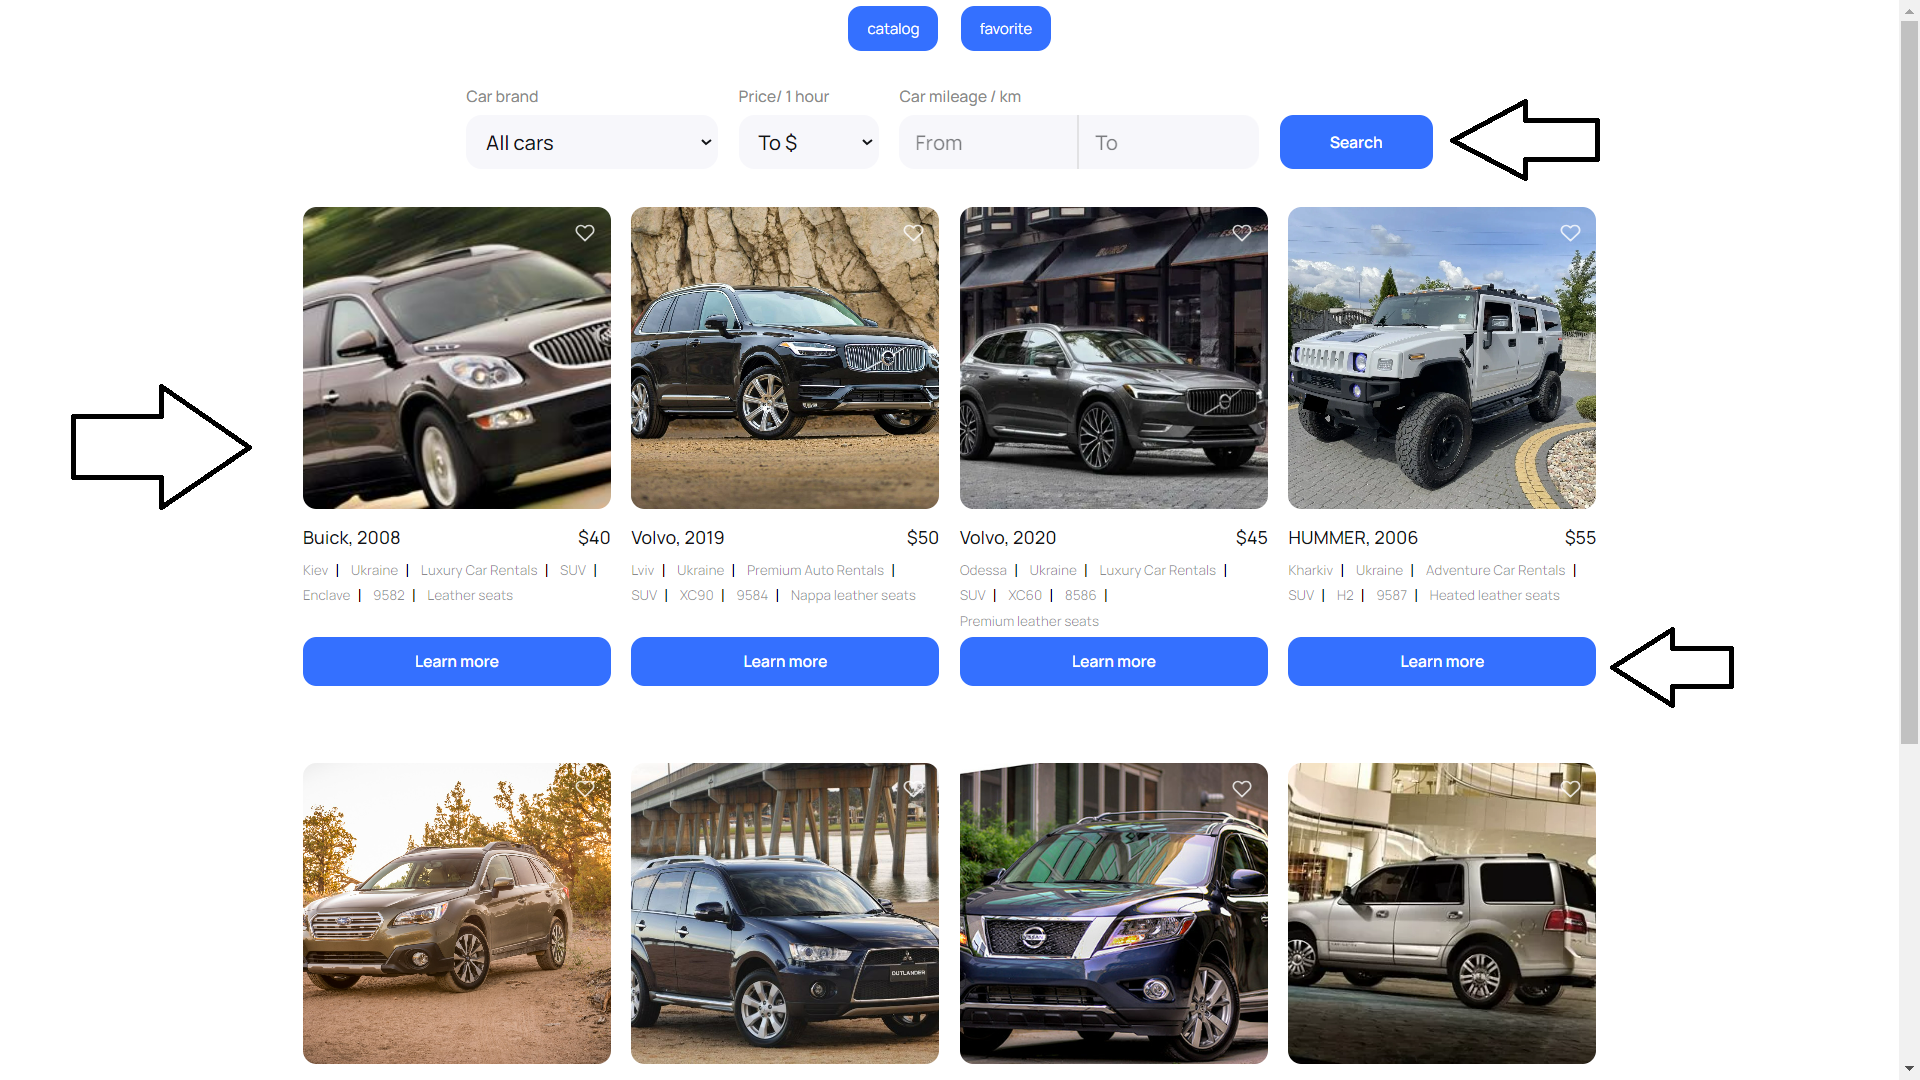 catalog favorite
Car brand Price/ 1 hour Car mileage / km
All cars To $ From To Search
Buick, 2008 $40
Kiev | Ukraine | Luxury Car Rentals | SUV |
Enclave | 9582 | Leather seats
Learn more
Volvo, 2019 $50
Lviv | Ukraine | Premium Auto Rentals |
SUV | XC90 | 9584 | Nappa leather seats
Learn more
Volvo, 2020 $45
Odessa | Ukraine | Luxury Car Rentals |
SUV | XC60 | 8586 |
Premium leather seats
Learn more
HUMMER, 2006 $55
Kharkiv | Ukraine | Adventure Car Rentals |
SUV | H2 | 9587 | Heated leather seats
Learn more
OUTLANDER